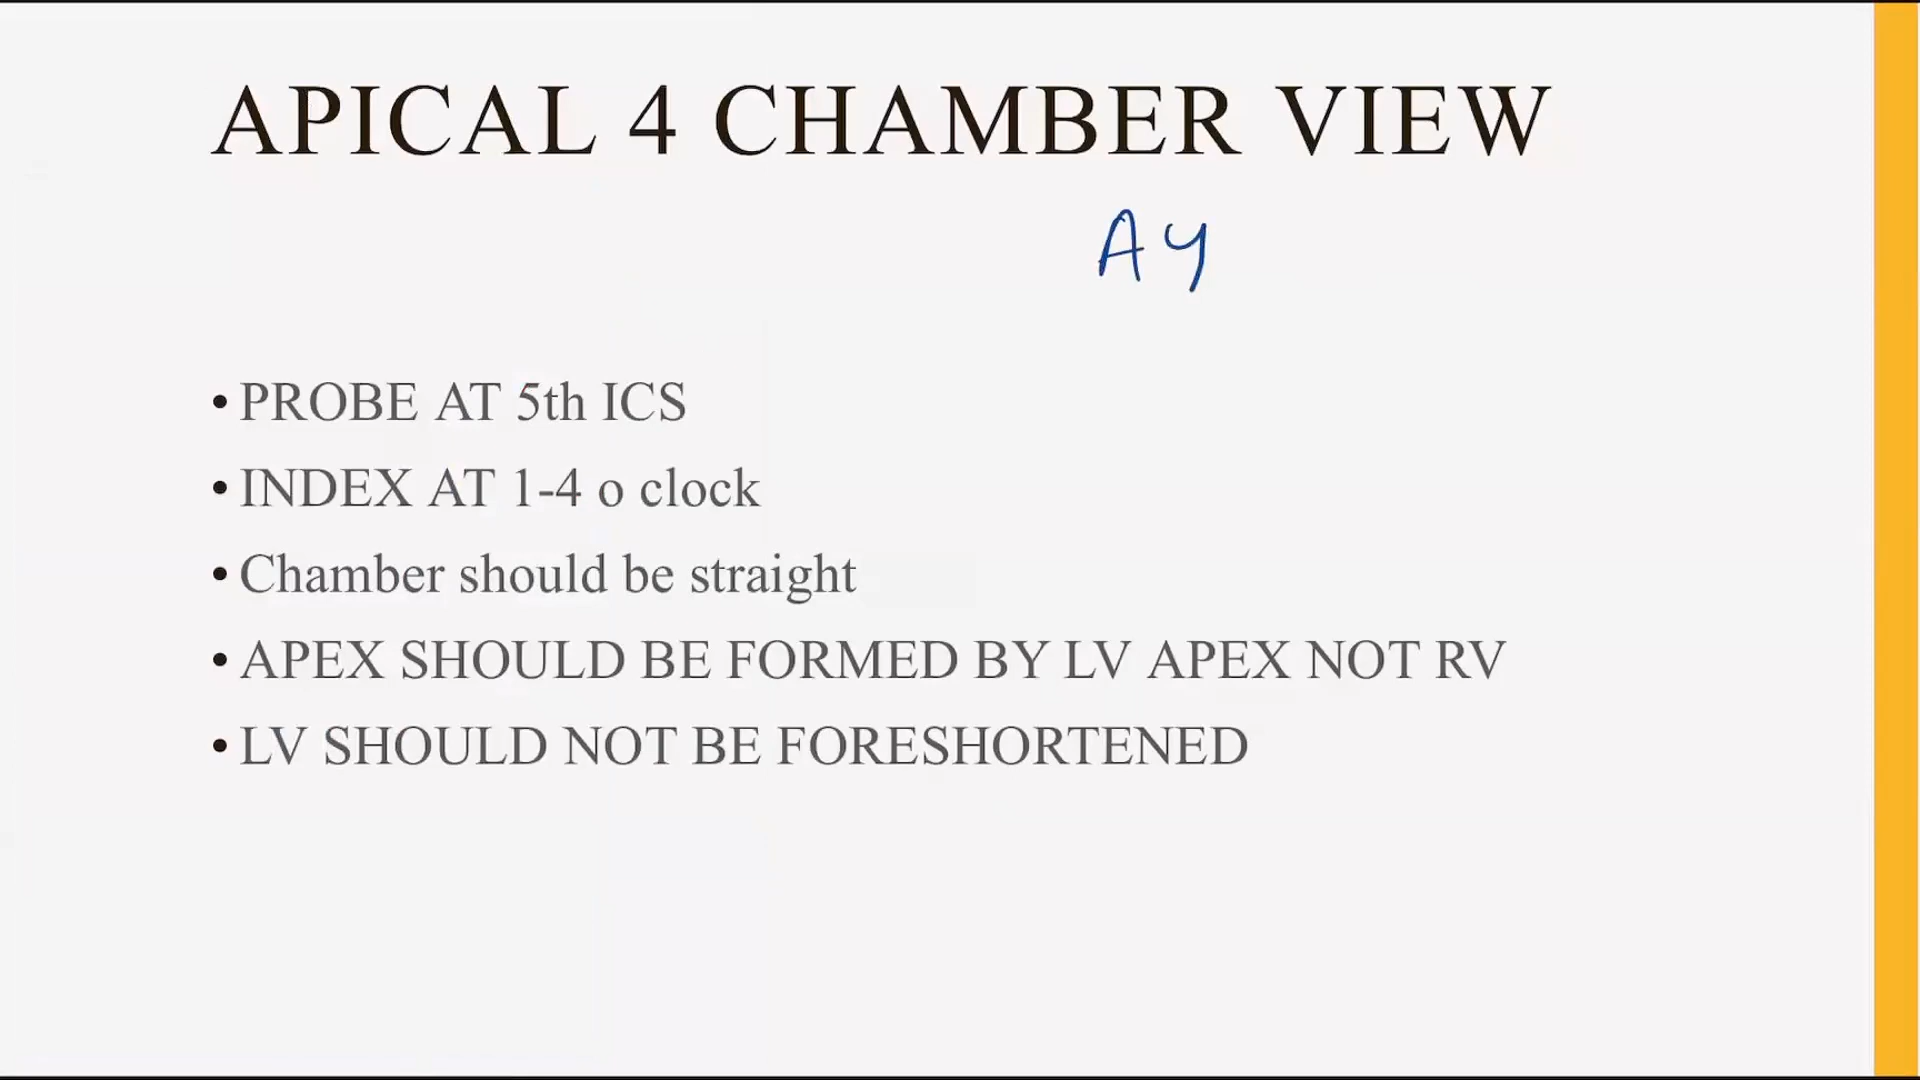 APICAL 4 CHAMBER VIEW
A4
• PROBE AT 5th ICS
• INDEX AT 1-4 o clock
• Chamber should be straight
• APEX SHOULD BE FORMED BY LV APEX NOT RV
• LV SHOULD NOT BE FORESHORTENED